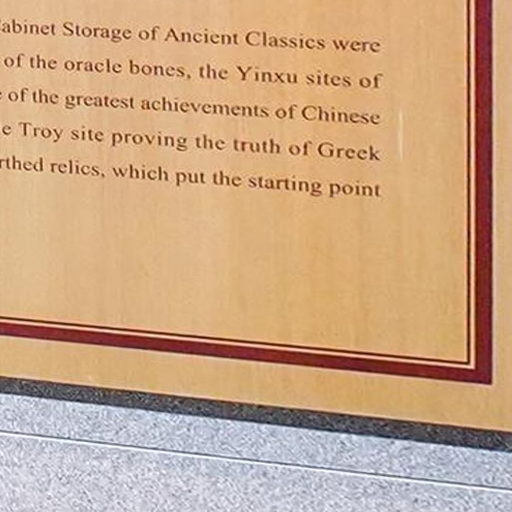 abinet Storage of Ancient Classics were
of the oracle bones, the Yinxu sites of
of the greatest achievements of Chinese
e Troy site proving the truth of Greek
rthed relics, which put the starting point